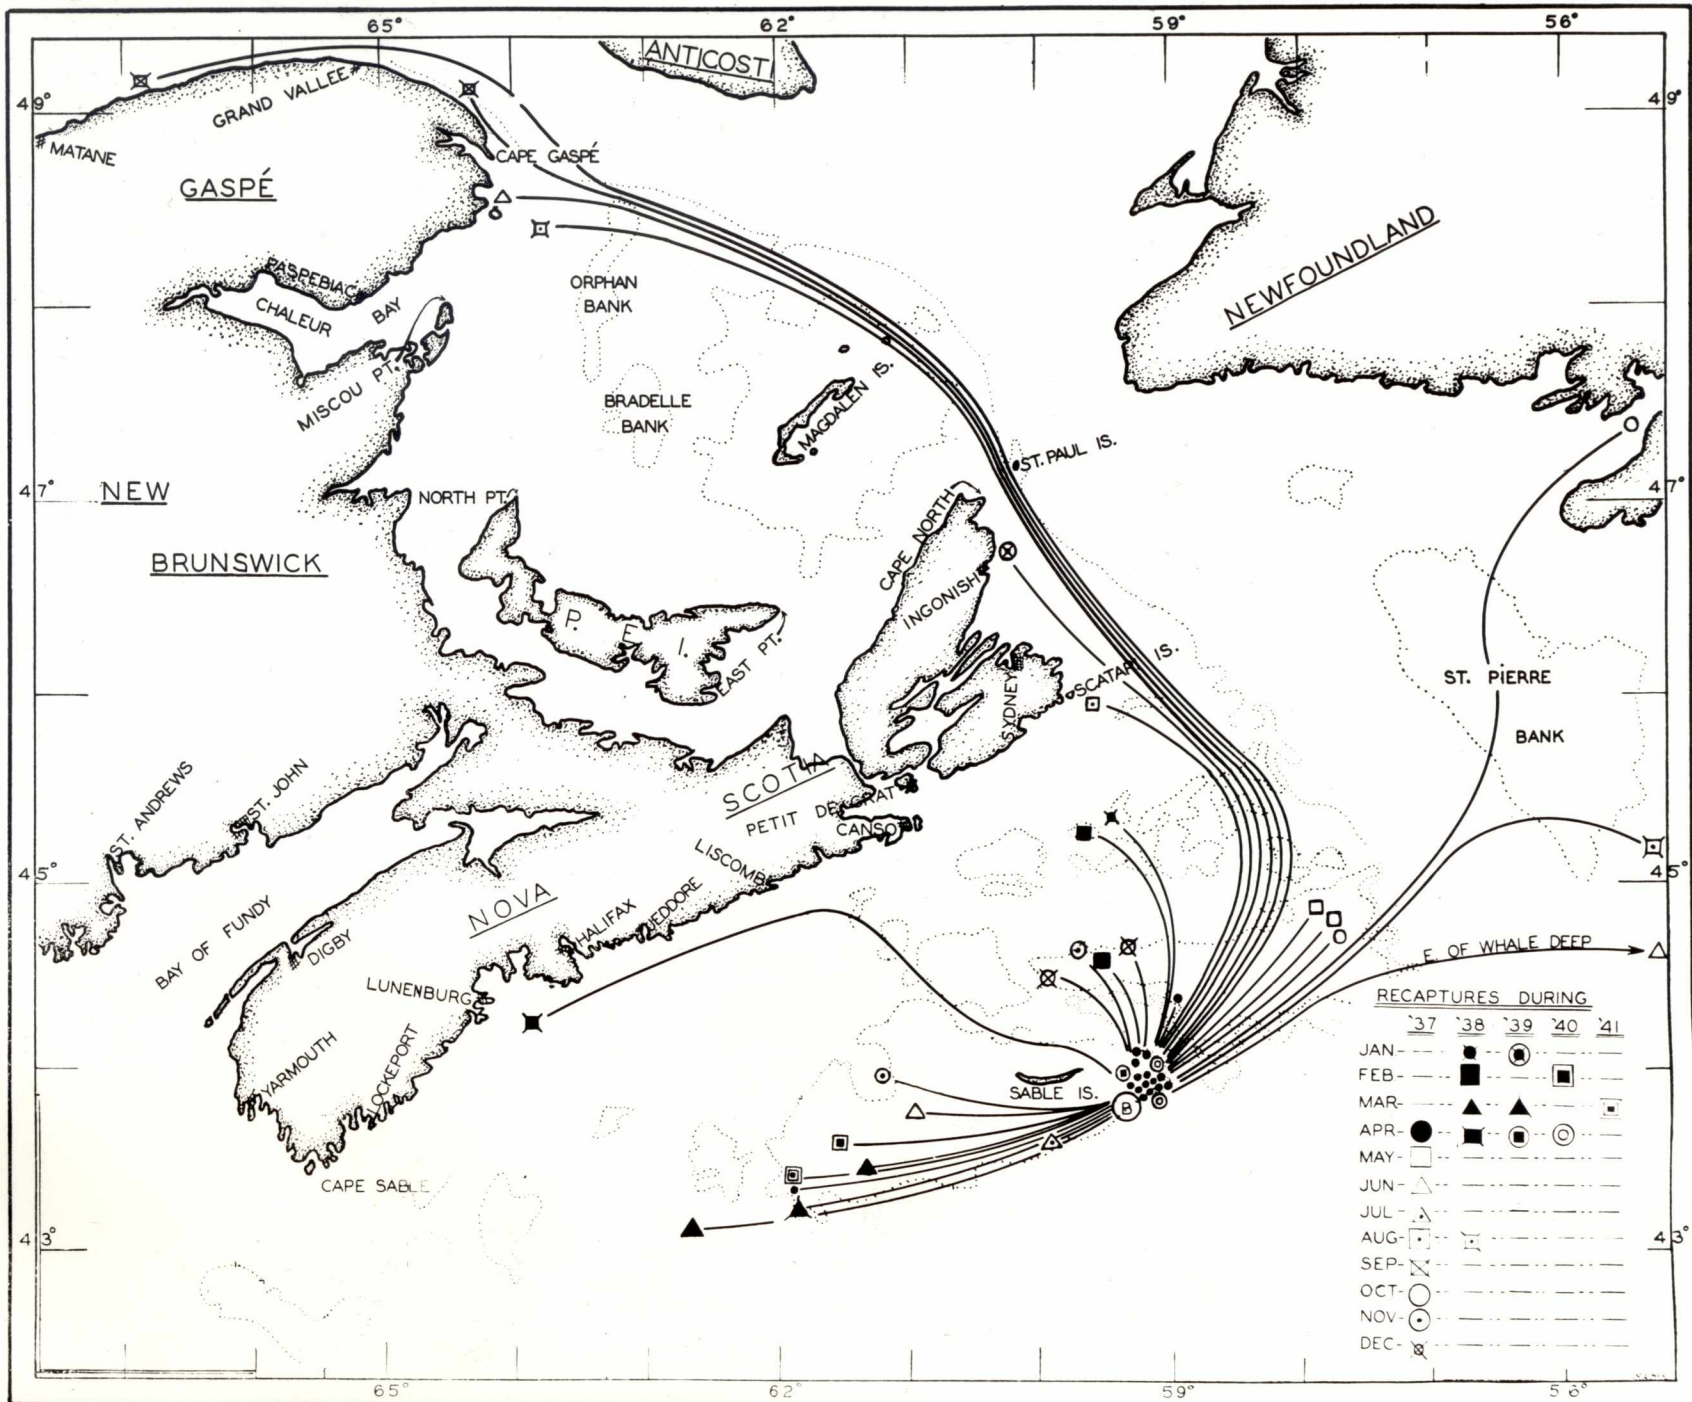 65° 62° 59° 56°
ANTICOSTI
GRAND VALLEE
49° 49°
MATANE
CAPE GASPÉ
GASPÉ
NEWFOUNDLAND
PASPEBIAC
CHALEUR BAY
ORPHAN
BANK
MISCOU PT.
BRADELLE
BANK
MAGDALEN IS.
ST. PAUL IS.
47° 47°
NEW
NORTH PT.
CAPE NORTH
BRUNSWICK
INGONISH
P. E. I.
EAST PT.
SCATARI IS.
SYDNEY
ST. PIERRE
BANK
ST. ANDREWS
ST. JOHN
SCOTIA
PETIT DE GRAT
CANSO
LISCOMB
45° 45°
NOVA
JEDDORE
HALIFAX
BAY OF FUNDY
DIGBY
LUNENBURG
E. OF WHALE DEEP
YARMOUTH
LOCKEPORT
SABLE IS.
B
CAPE SABLE
43° 43°
RECAPTURES DURING
'37 '38 '39 '40 '41
JAN
FEB
MAR
APR
MAY
JUN
JUL
AUG
SEP
OCT
NOV
DEC
65° 62° 59° 56°